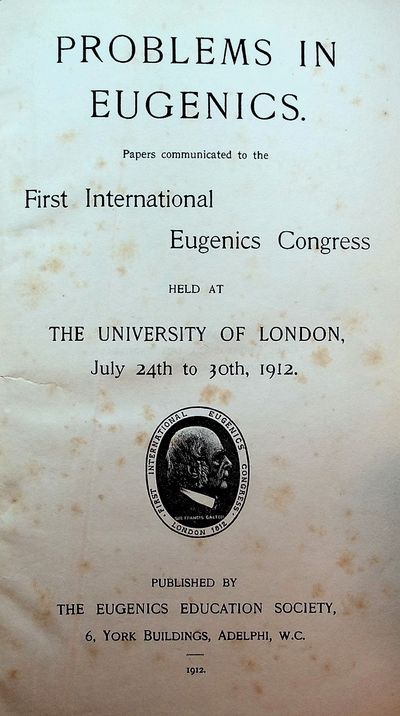 PROBLEMS IN
EUGENICS.
Papers communicated to the
First International
Eugenics Congress
HELD AT
THE UNIVERSITY OF LONDON,
July 24th to 30th, 1912.
FIRST INTERNATIONAL EUGENICS CONGRESS.
SIR FRANCIS GALTON
LONDON 1912
PUBLISHED BY
THE EUGENICS EDUCATION SOCIETY,
6, YORK BUILDINGS, ADELPHI, W.C.
1912.